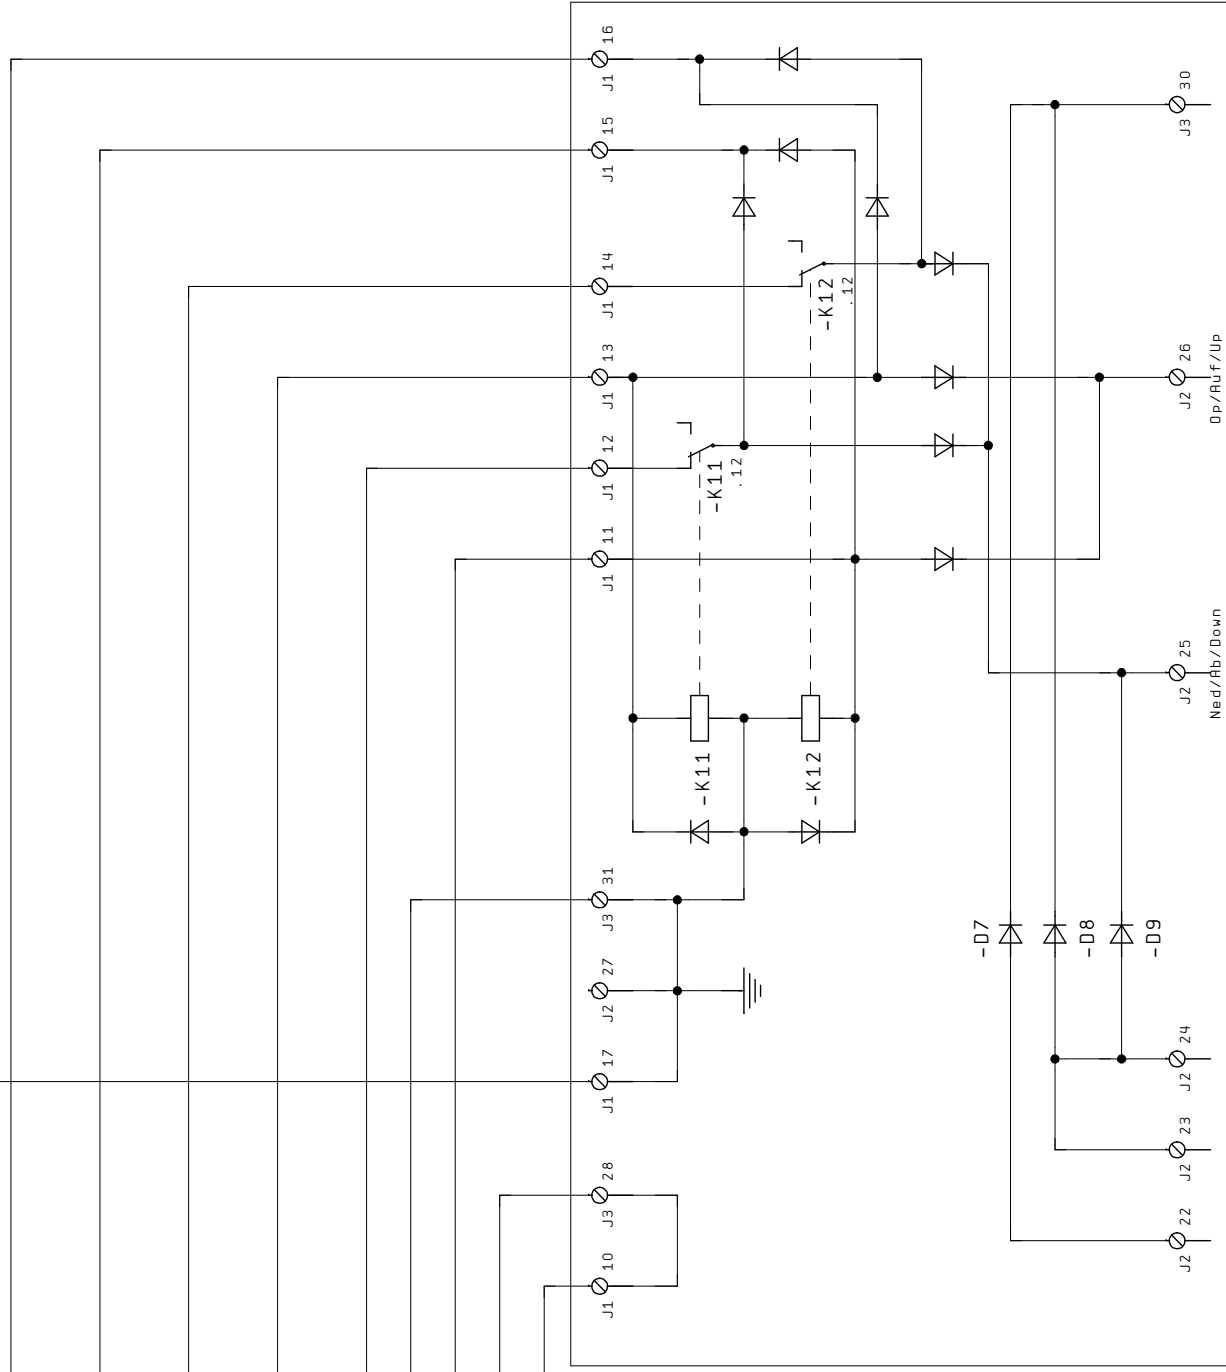 J1 16
J1 15
J1 14
J1 13
J1 12
J1 11
J3 31
J2 27
J1 17
J3 28
J1 10
-K11
.12
-K12
.12
-K11
-K12
-D7
-D8
-D9
J3 30
J2 26
Op/Auf/Up
J2 25
Ned/Ab/Down
J2 24
J2 23
J2 22